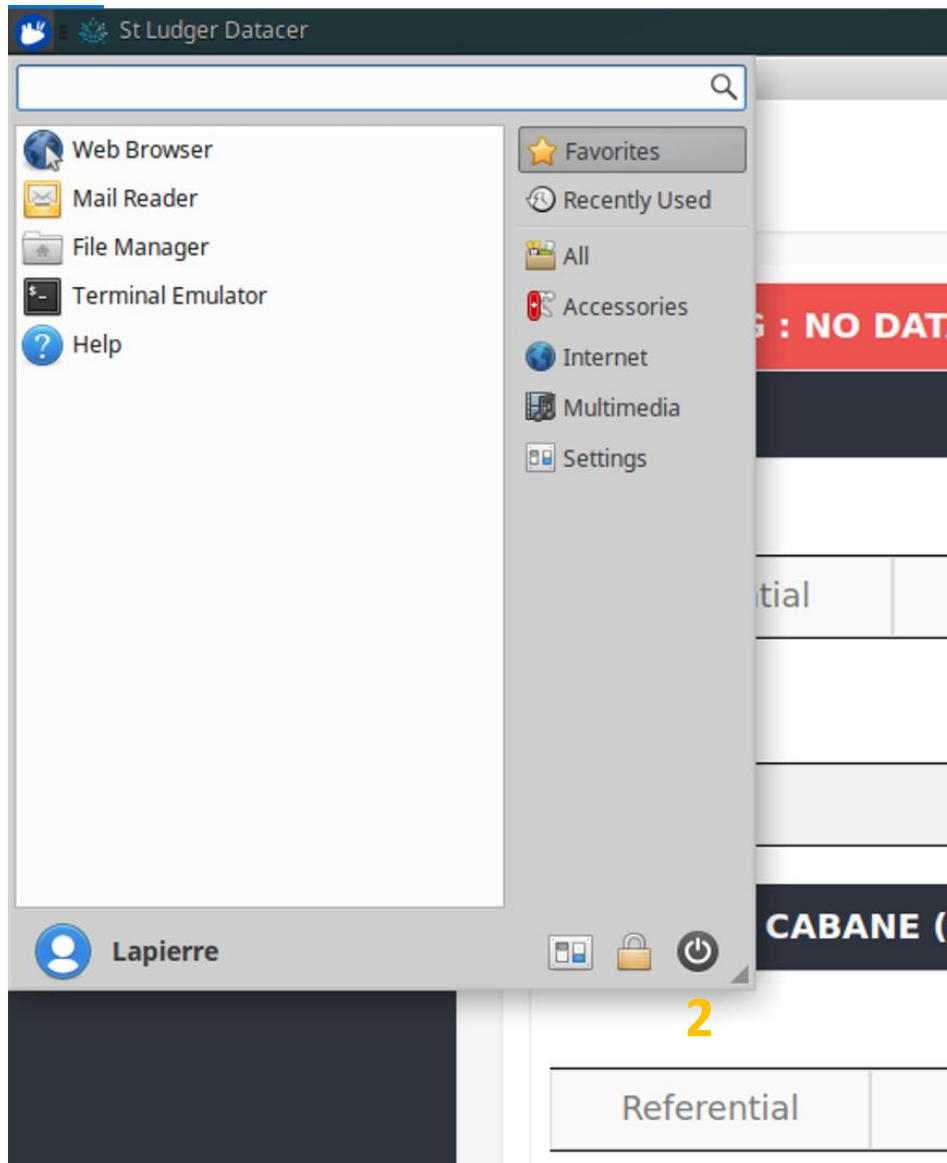 St Ludger Datacer
Web Browser
Mail Reader
File Manager
Terminal Emulator
Help
Favorites
Recently Used
All
Accessories
Internet
Multimedia
Settings
: NO DAT
tial
CABANE (
Lapierre
2
Referential